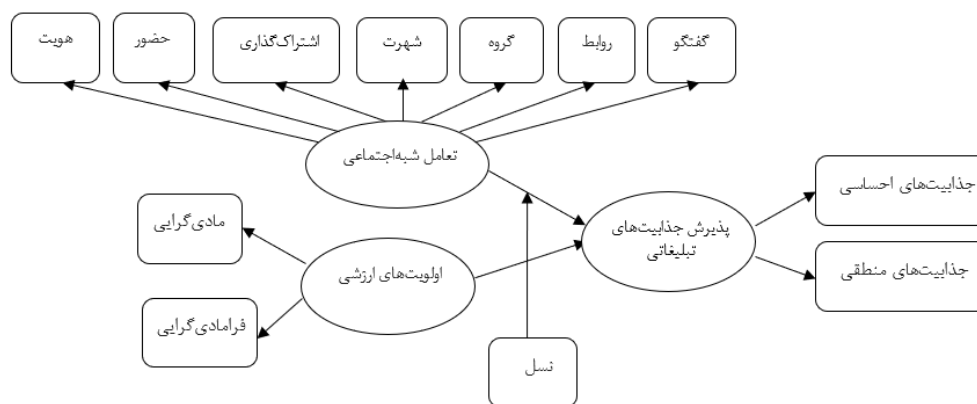 گفتگو
روابط
گروه
شهرت
اشتراک‌گذاری
حضور
هویت
تعامل شبه‌اجتماعی
جذابیت‌های احساسی
مادی‌گرایی
پذیرش جذابیت‌های
تبلیغاتی
جذابیت‌های منطقی
اولویت‌های ارزشی
فرامادی‌گرایی
نسل